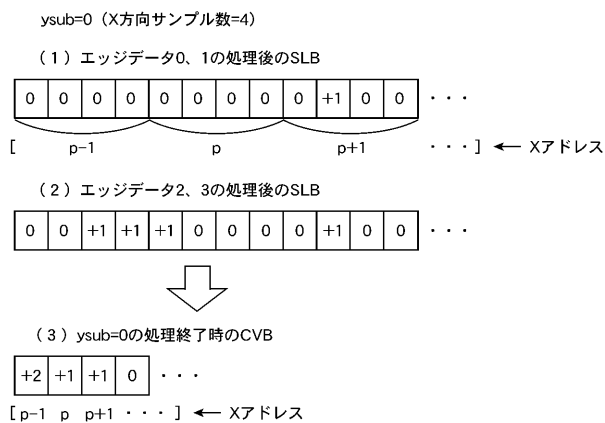 ysub=0（X方向サンプル数=4）
（1）エッジデータ0、1の処理後のSLB
0 0 0 0 0 0 0 0 0 +1 0 0 ・・・
[ p-1 p p+1 ・・・] ← Xアドレス
（2）エッジデータ2、3の処理後のSLB
0 0 +1 +1 +1 0 0 0 0 +1 0 0 ・・・
（3）ysub=0の処理終了時のCVB
+2 +1 +1 0 ・・・
[ p-1 p p+1 ・・・ ] ← Xアドレス